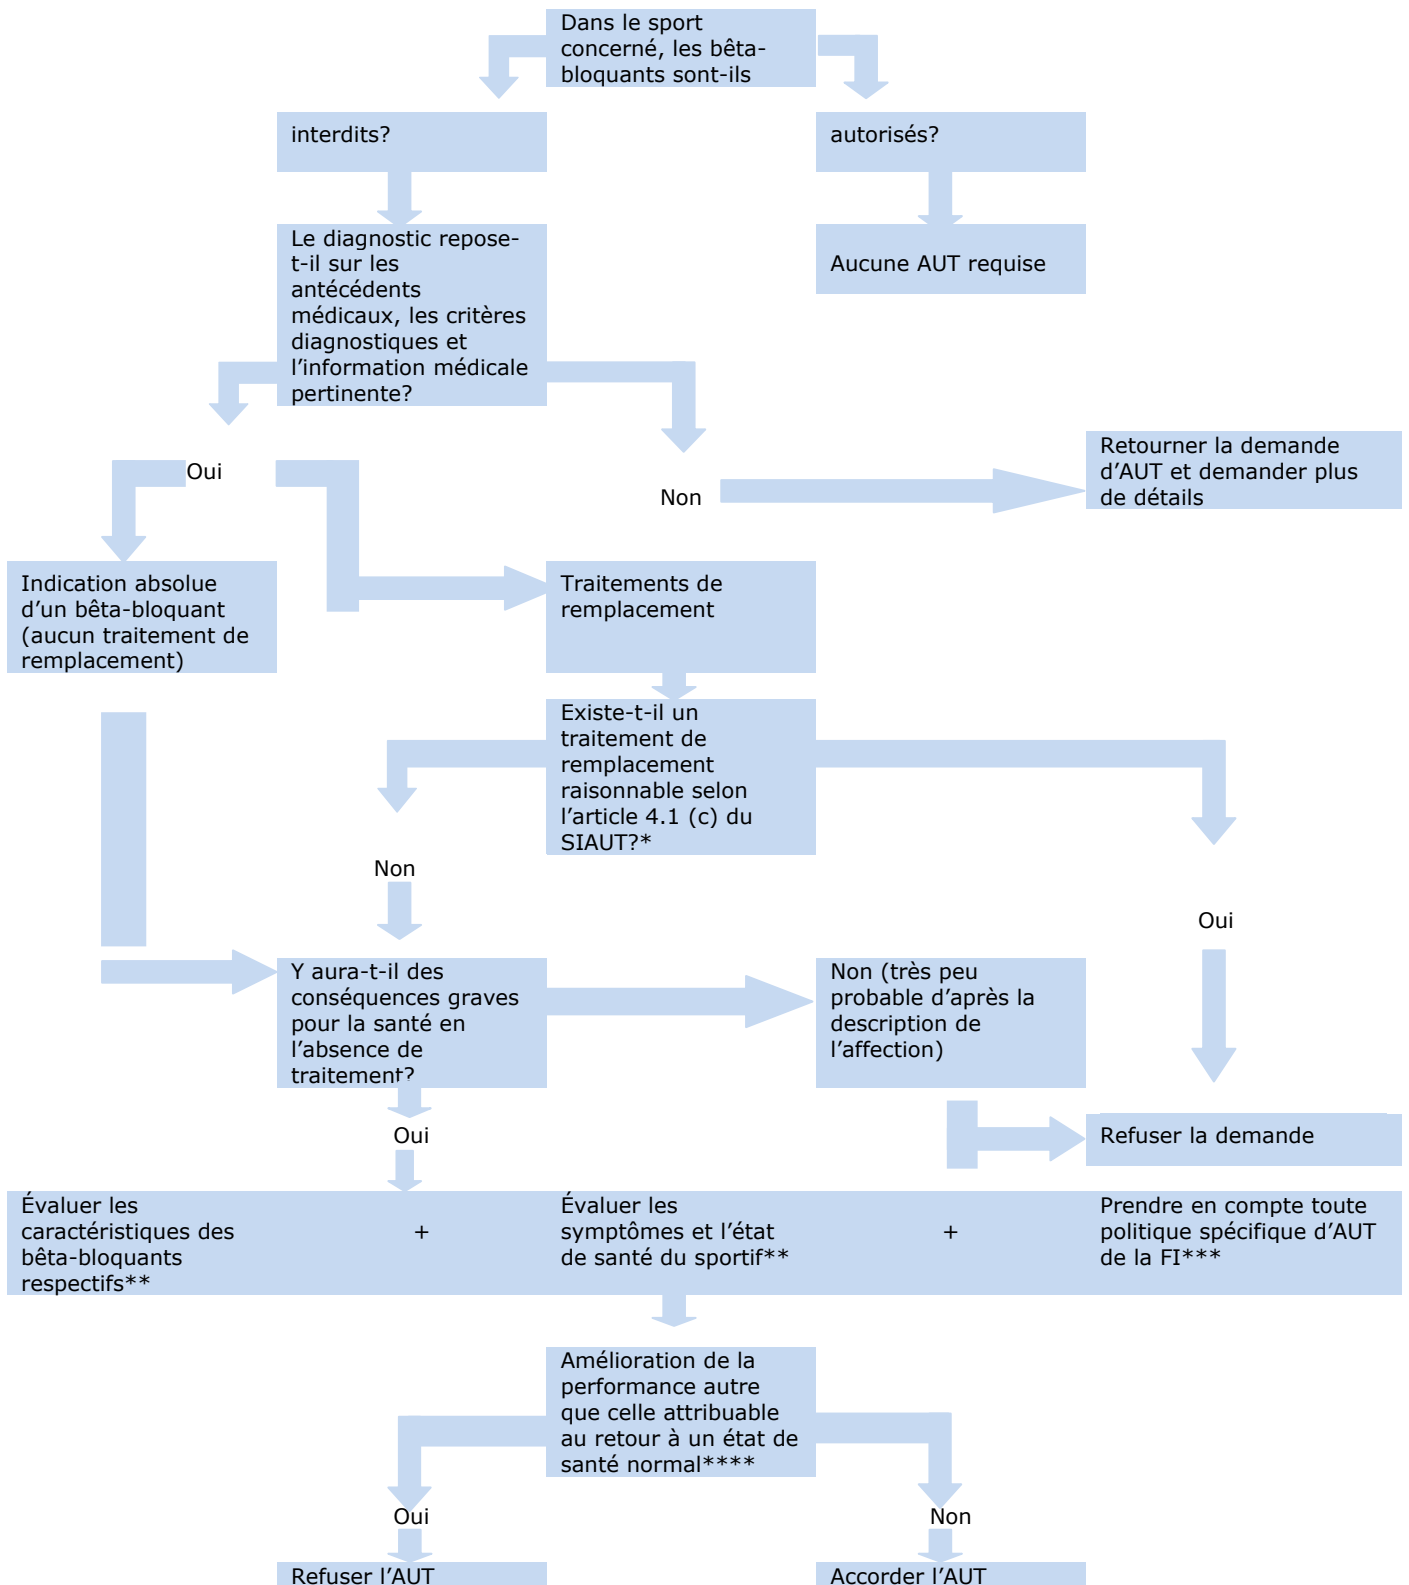 Dans le sport
concerné, les bêta-
bloquants sont-ils
interdits?
autorisés?
Le diagnostic repose-
t-il sur les
antécédents
médicaux, les critères
diagnostiques et
l’information médicale
pertinente?
Aucune AUT requise
Oui
Non
Retourner la demande
d’AUT et demander plus
de détails
Indication absolue
d’un bêta-bloquant
(aucun traitement de
remplacement)
Traitements de
remplacement
Existe-t-il un
traitement de
remplacement
raisonnable selon
l’article 4.1 (c) du
SIAUT?*
Non
Oui
Y aura-t-il des
conséquences graves
pour la santé en
l’absence de
traitement?
Non (très peu
probable d’après la
description de
l’affection)
Oui
Refuser la demande
Évaluer les
caractéristiques des
bêta-bloquants
respectifs**
+
Évaluer les
symptômes et l’état
de santé du sportif**
+
Prendre en compte toute
politique spécifique d’AUT
de la FI***
Amélioration de la
performance autre
que celle attribuable
au retour à un état de
santé normal****
Oui
Non
Refuser l’AUT
Accorder l’AUT